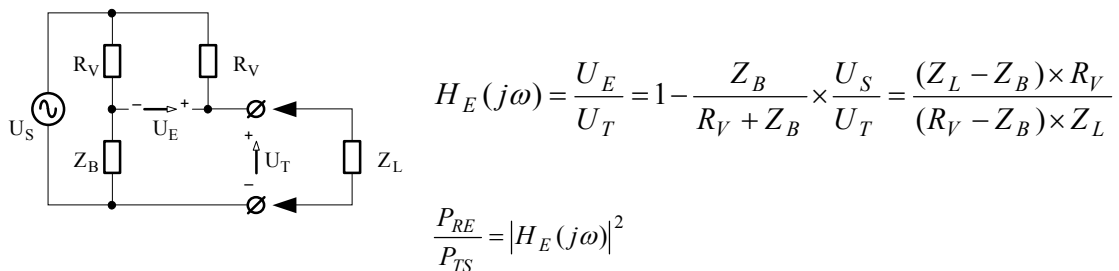 R_V
R_V
− +
U_E
U_S
Z_B
+
U_T
−
Z_L
H_E(jω) = U_E / U_T = 1 − Z_B / (R_V + Z_B) × U_S / U_T = (Z_L − Z_B) × R_V / (R_V − Z_B) × Z_L
P_RE / P_TS = |H_E(jω)|²